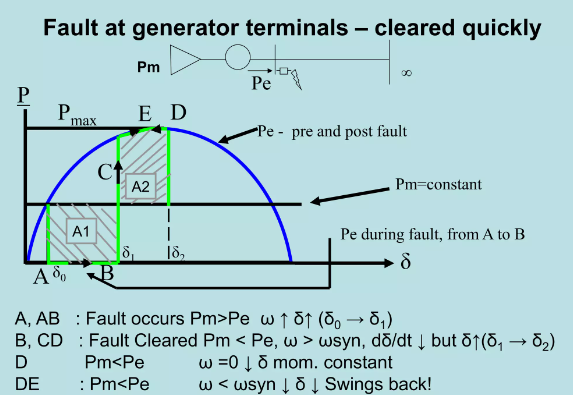 Fault at generator terminals – cleared quickly
Pm
Pe
∞
P
Pmax
E D
Pe - pre and post fault
C
A2
Pm=constant
A1
Pe during fault, from A to B
δ1 δ2
δ
A δ0 B
A, AB : Fault occurs Pm>Pe ω ↑ δ↑ (δ0 → δ1)
B, CD : Fault Cleared Pm < Pe, ω > ωsyn, dδ/dt ↓ but δ↑(δ1 → δ2)
D Pm<Pe ω =0 ↓ δ mom. constant
DE : Pm<Pe ω < ωsyn ↓ δ ↓ Swings back!